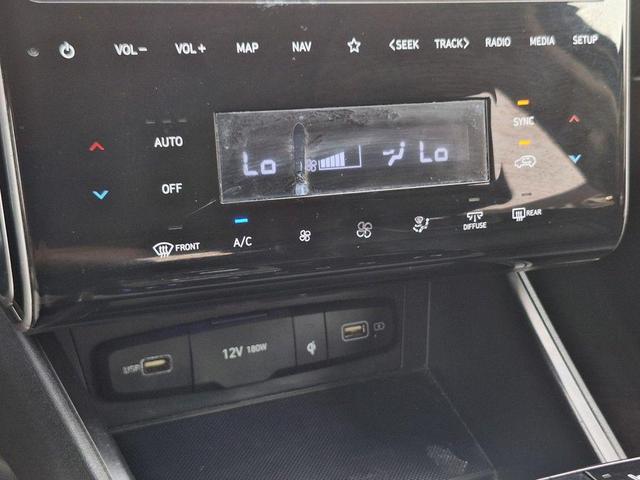 VOL− VOL+ MAP NAV <SEEK TRACK> RADIO MEDIA SETUP
SYNC
AUTO
Lo Lo
OFF
FRONT A/C DIFFUSE REAR
USB 12V 180W